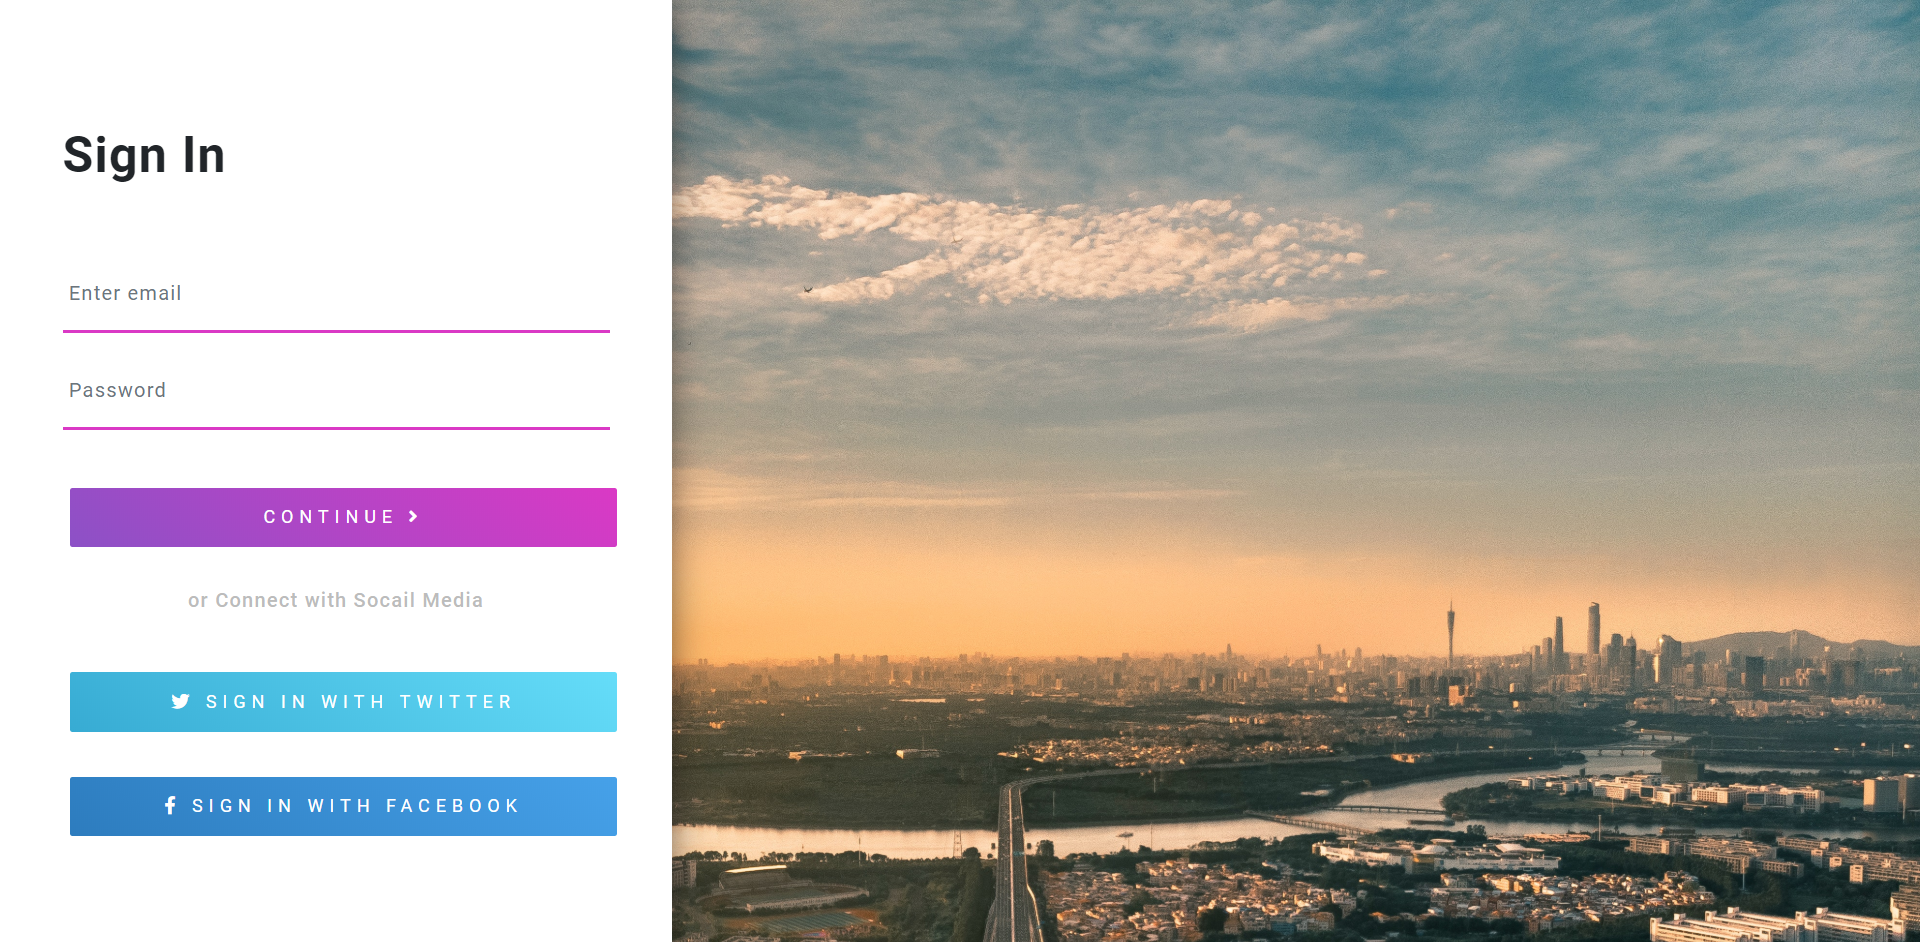 Sign In
Enter email
Password
CONTINUE
or Connect with Socail Media
SIGN IN WITH TWITTER
SIGN IN WITH FACEBOOK